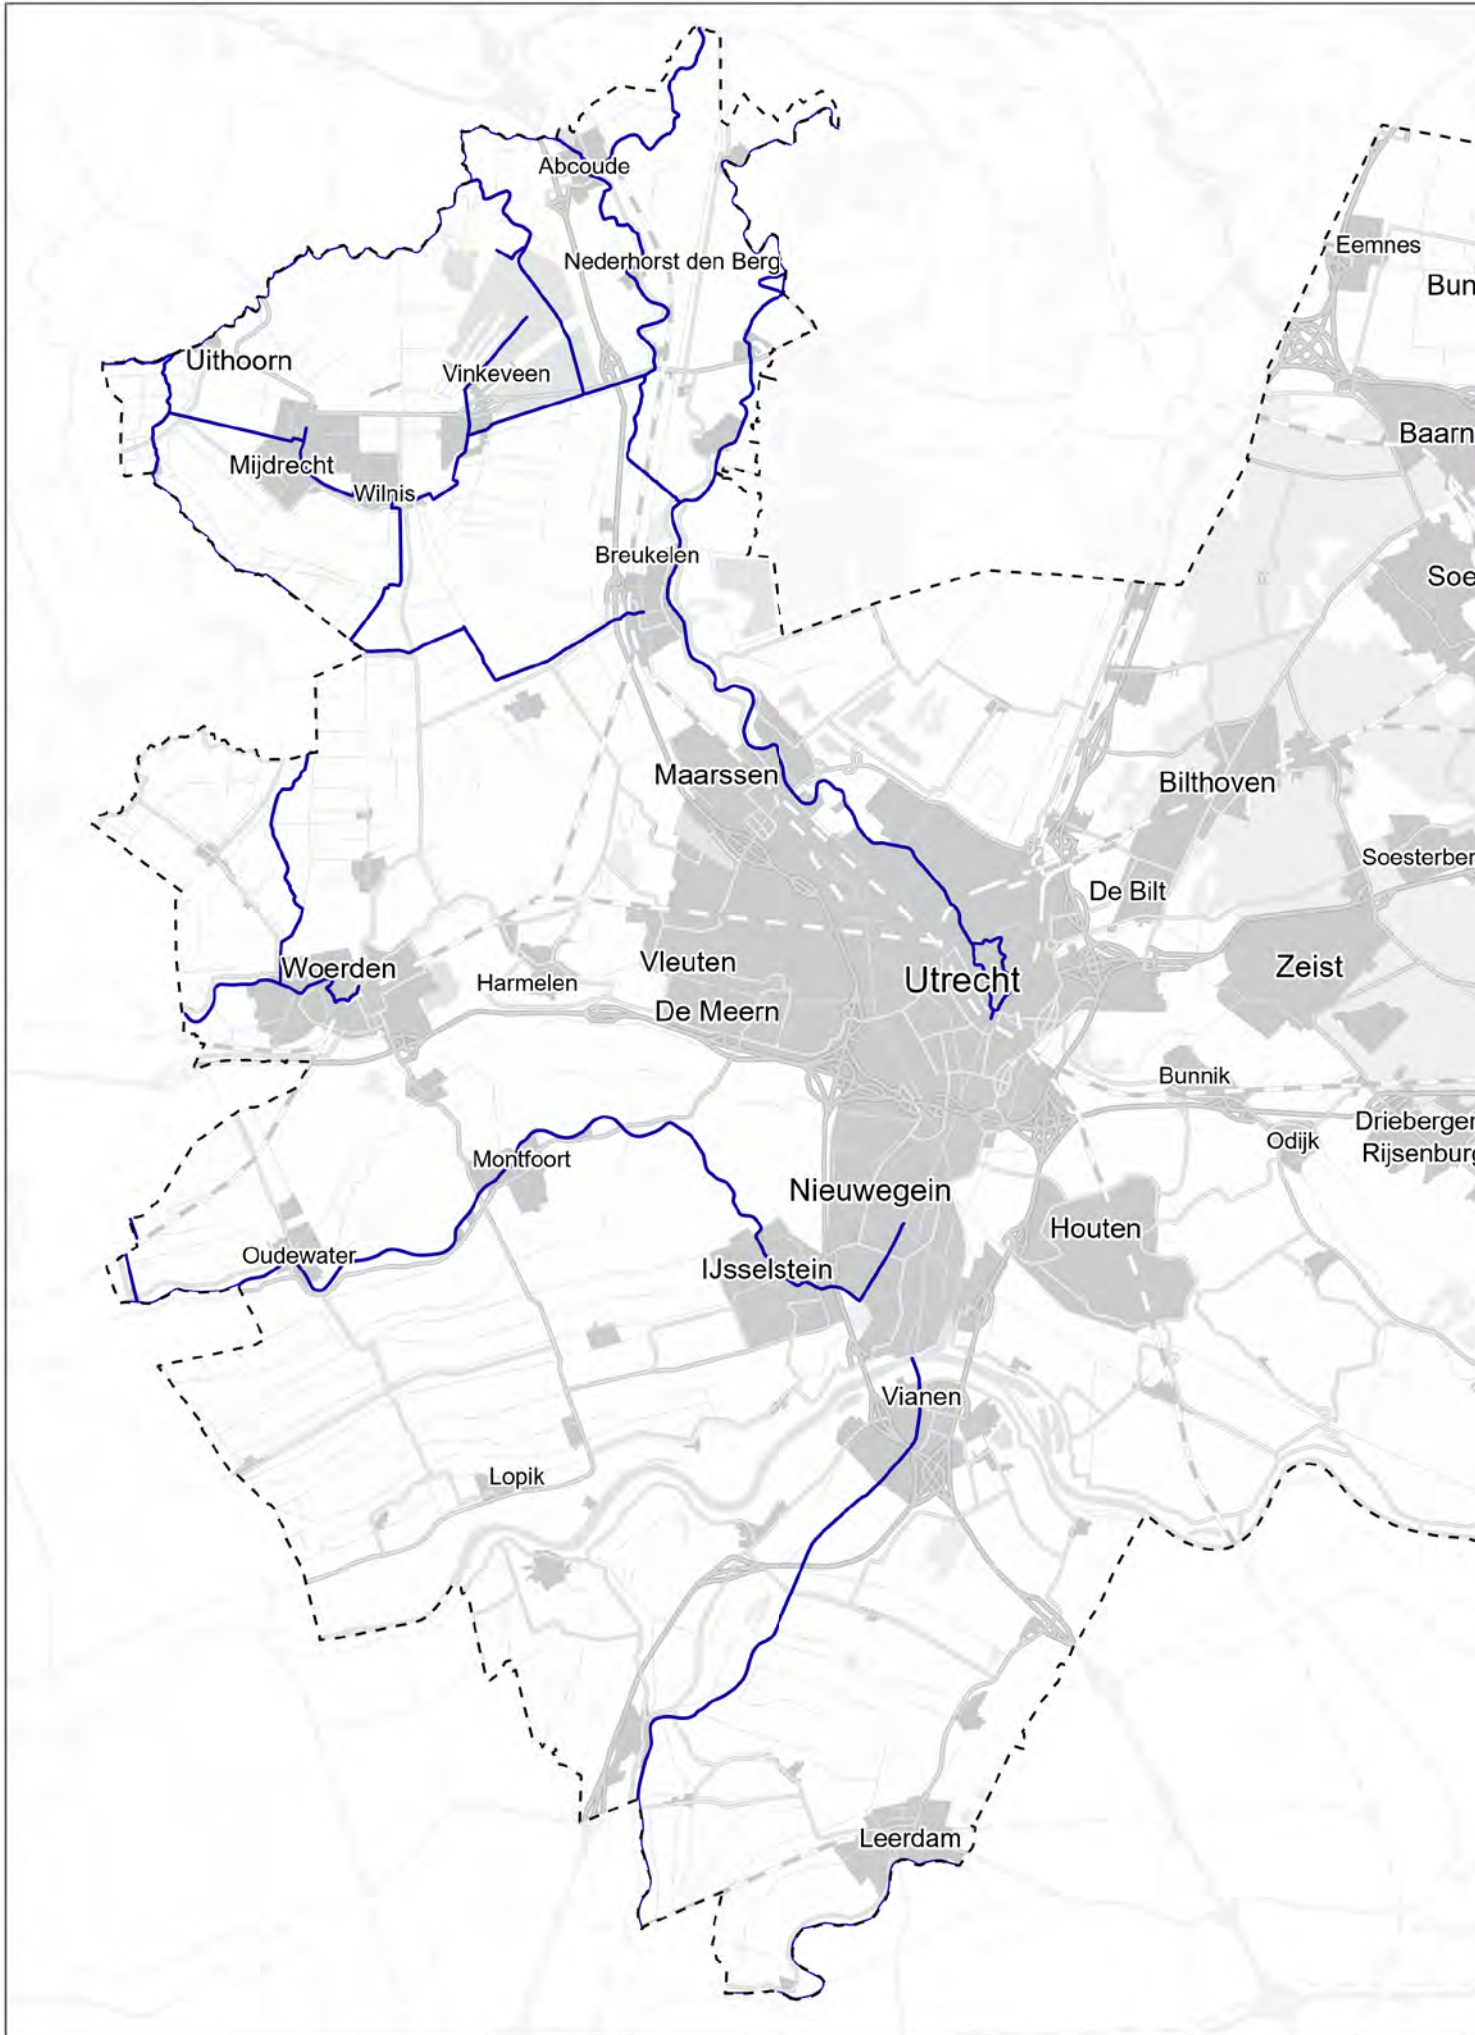 Abcoude
Eemnes
Nederhorst den Berg
Bun
Uithoorn
Vinkeveen
Baarn
Mijdrecht
Wilnis
Breukelen
Soe
Maarssen
Bilthoven
Soesterber
De Bilt
Vleuten
Woerden
Utrecht
Zeist
Harmelen
De Meern
Bunnik
Driebergen
Odijk
Rijsenburg
Montfoort
Nieuwegein
Houten
Oudewater
IJsselstein
Vianen
Lopik
Leerdam